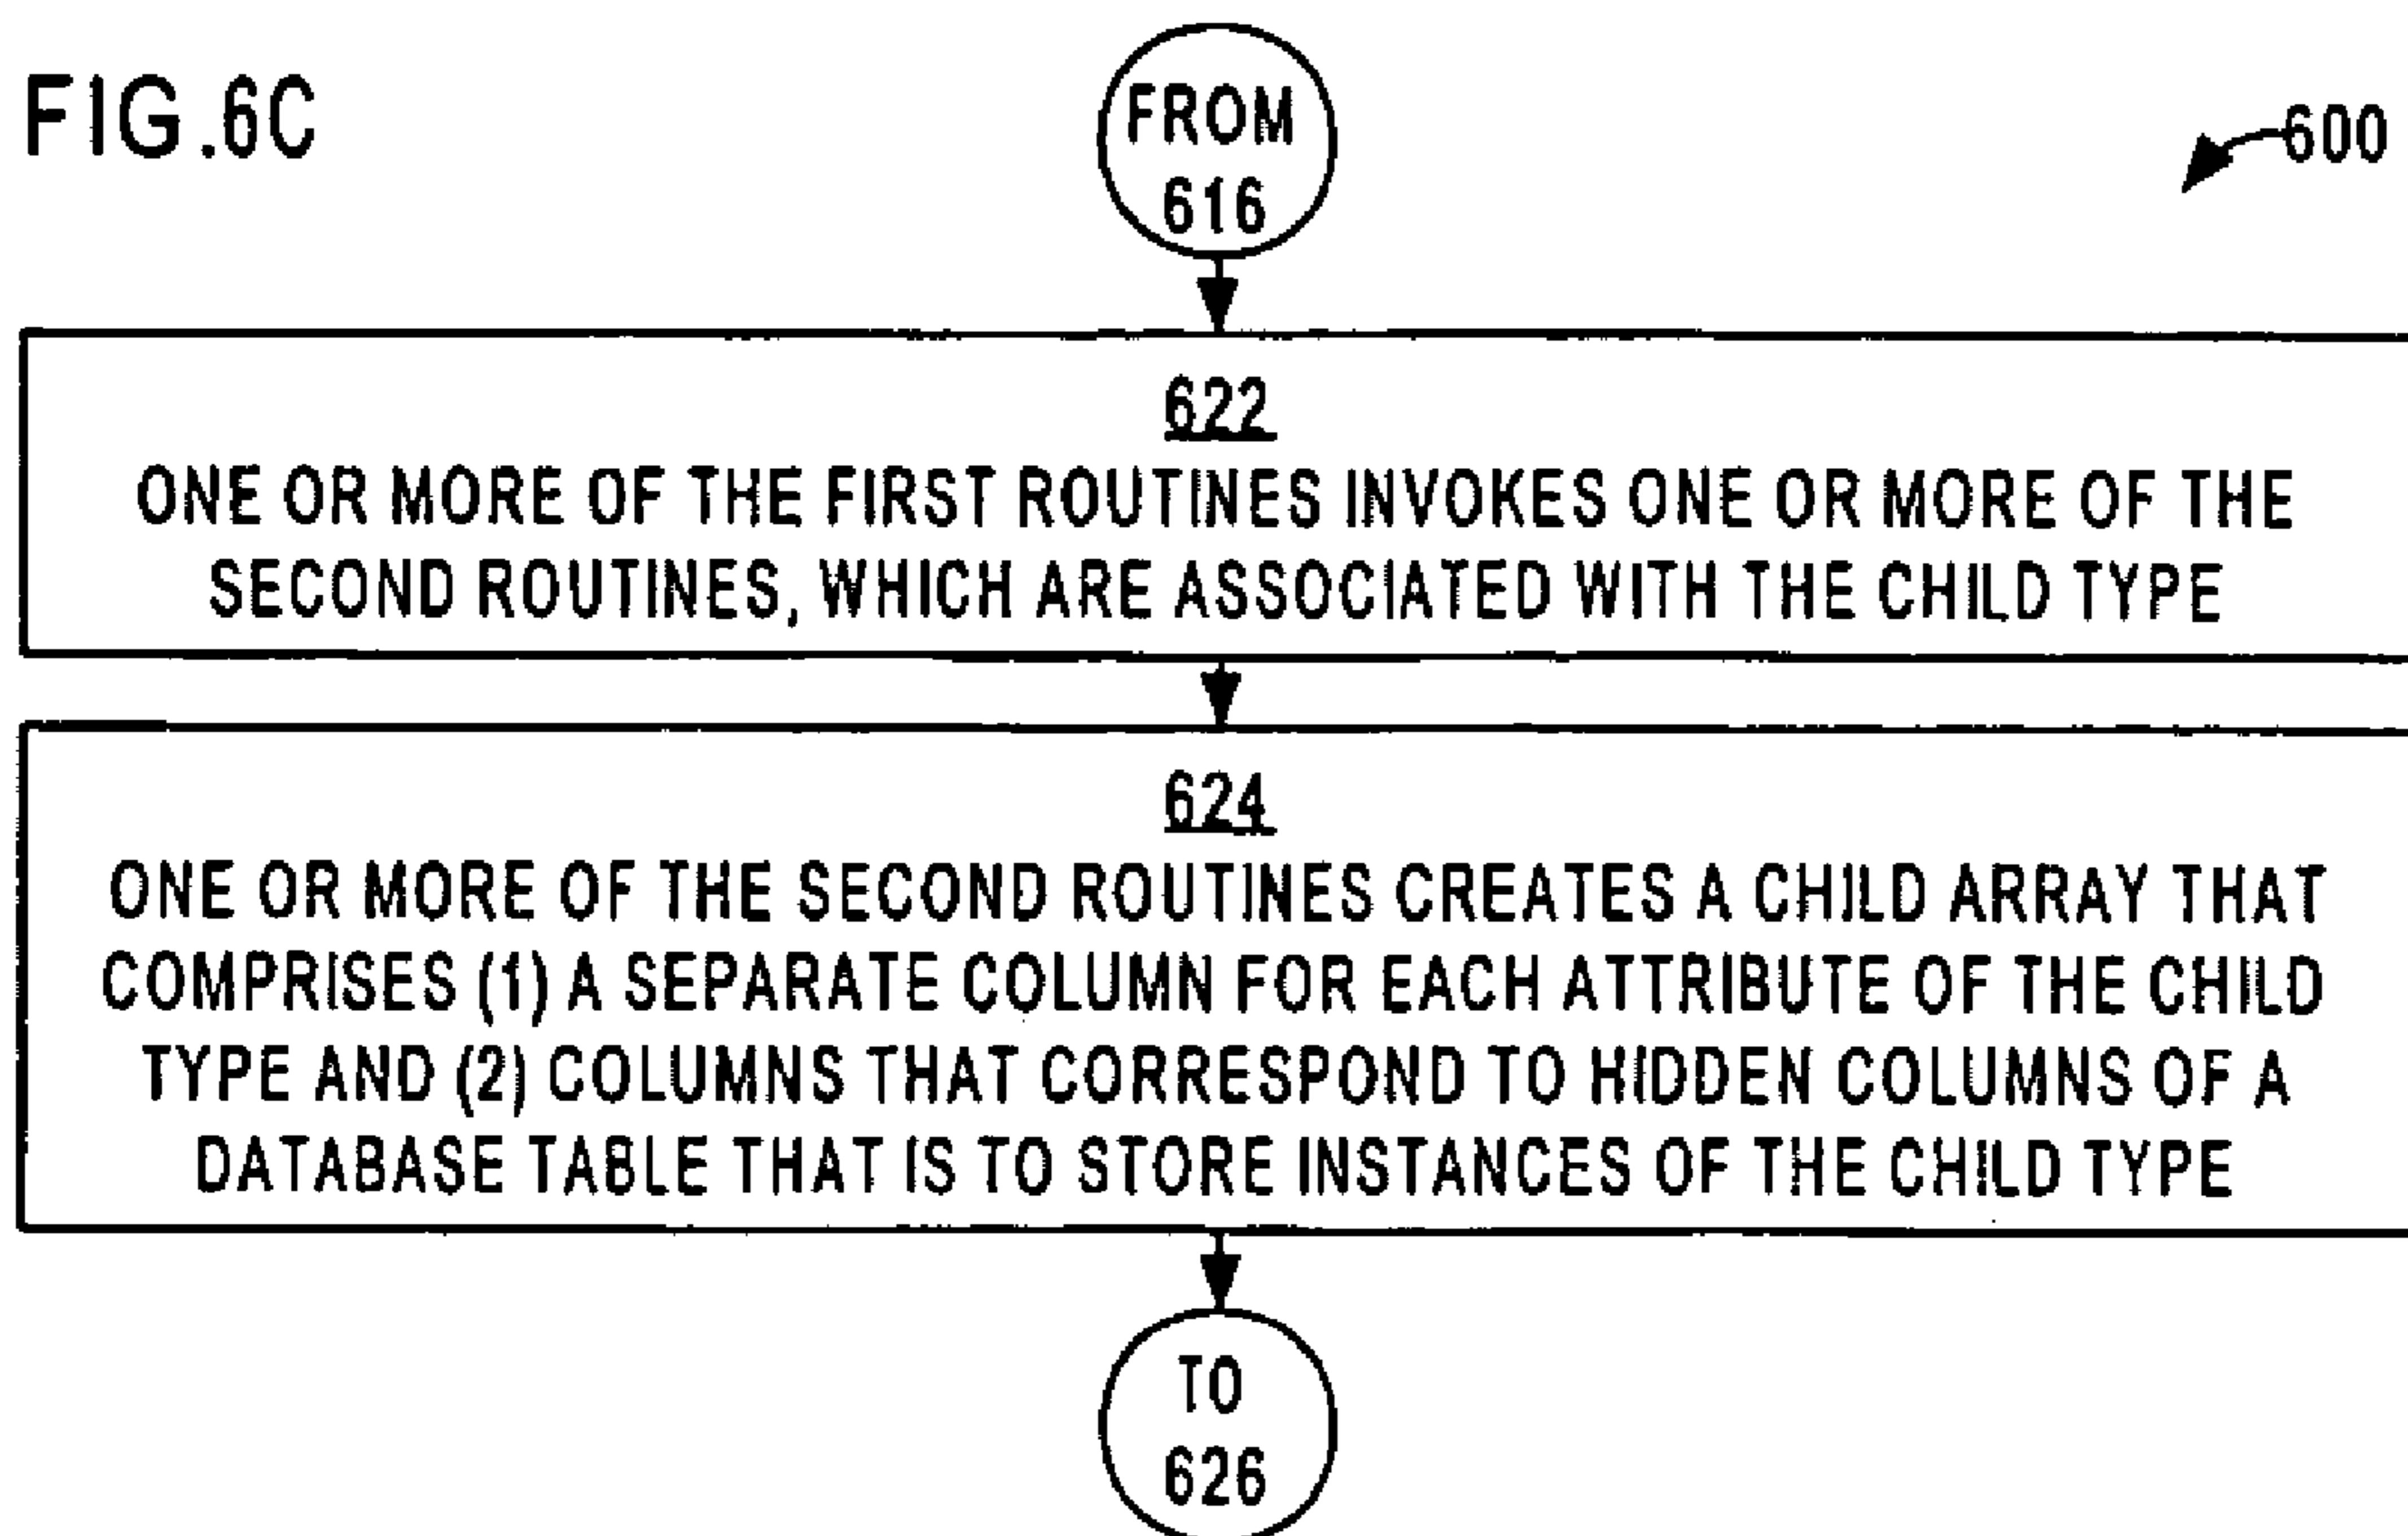 FIG.6C
FROM
616
600
622
ONE OR MORE OF THE FIRST ROUTINES INVOKES ONE OR MORE OF THE
SECOND ROUTINES, WHICH ARE ASSOCIATED WITH THE CHILD TYPE
624
ONE OR MORE OF THE SECOND ROUTINES CREATES A CHILD ARRAY THAT
COMPRISES (1) A SEPARATE COLUMN FOR EACH ATTRIBUTE OF THE CHILD
TYPE AND (2) COLUMNS THAT CORRESPOND TO HIDDEN COLUMNS OF A
DATABASE TABLE THAT IS TO STORE INSTANCES OF THE CHILD TYPE
TO
626